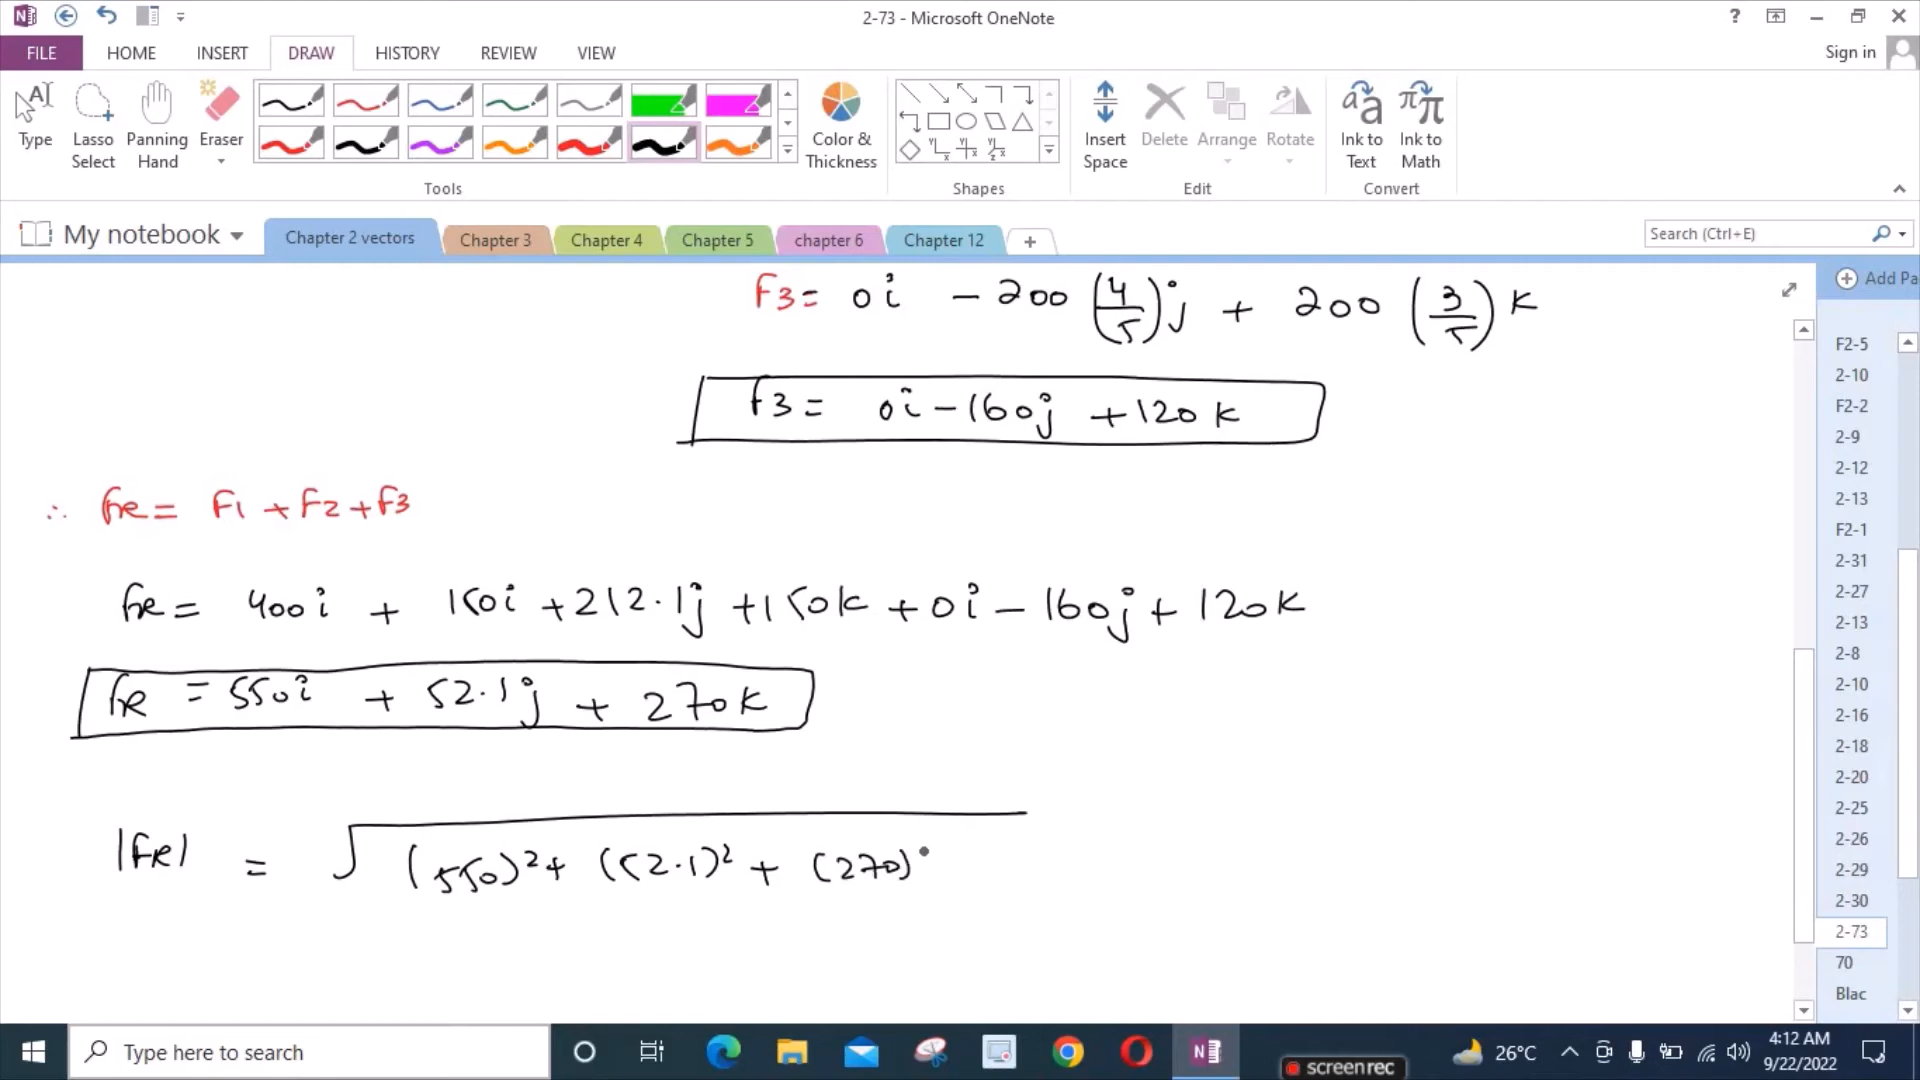 2-73 - Microsoft OneNote
FILE HOME INSERT DRAW HISTORY REVIEW VIEW
Sign in
Type Lasso Select Panning Hand Eraser
Color & Thickness
Insert Space Delete Arrange Rotate
Ink to Text Ink to Math
Tools Shapes Edit Convert
My notebook Chapter 2 vectors Chapter 3 Chapter 4 Chapter 5 chapter 6 Chapter 12
Search (Ctrl+E)
Add Pa
F3 = 0i - 200 (4/5) j + 200 (3/5) k
F3 = 0i - 160j + 120 k
∴ FR = F1 + F2 + F3
FR = 400i + 150i + 212.1j + 150k + 0i - 160j + 120k
FR = 550i + 52.1j + 270k
|FR| = √ (550)² + (52.1)² + (270)
F2-5
2-10
F2-2
2-9
2-12
2-13
F2-1
2-31
2-27
2-13
2-8
2-10
2-16
2-18
2-20
2-25
2-26
2-29
2-30
2-73
70
Blac
Type here to search
26°C
4:12 AM
9/22/2022
screenrec